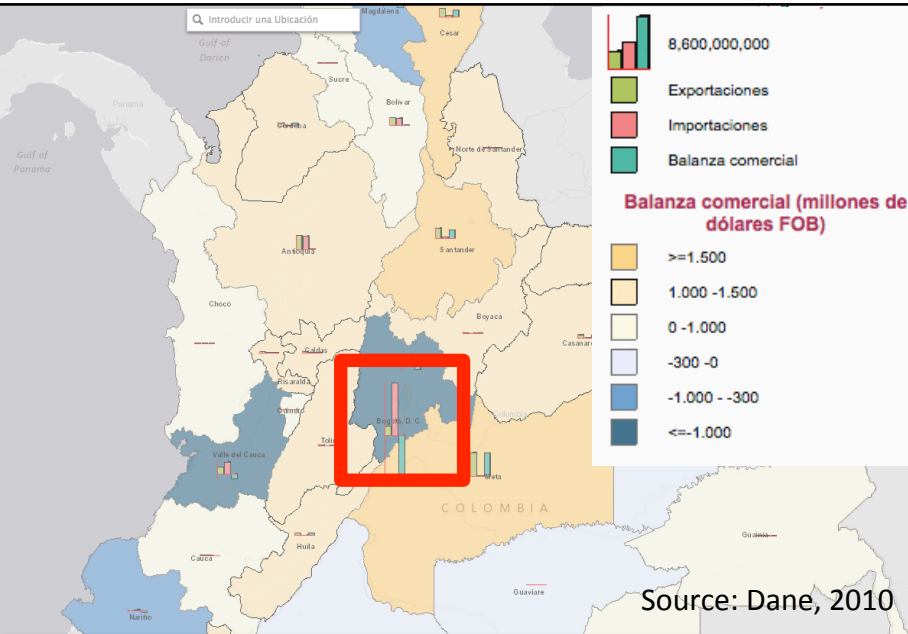 Introducir una Ubicación
Magdalena
Cesar
Gulf of
Darien
Sucre
Panama
Bolívar
Córdoba
Norte de Santander
Gulf of
Panama
Antioquia
Santander
Chocó
Boyacá
Casanare
Caldas
Risaralda
Quindío
Bogotá, D. C.
Colombia
Valle del Cauca
Meta
COLOMBIA
Huila
Cauca
Guainía
Guaviare
Nariño
8,600,000,000
Exportaciones
Importaciones
Balanza comercial
Balanza comercial (millones de
dólares FOB)
>=1.500
1.000 -1.500
0 -1.000
-300 -0
-1.000 - -300
<=-1.000
Source: Dane, 2010